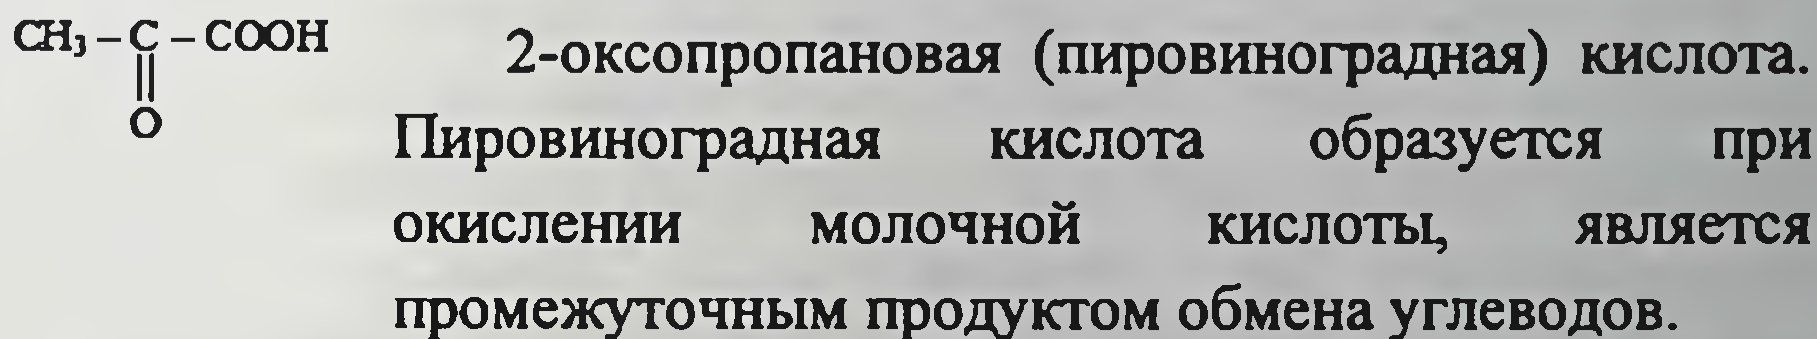 CH₃–C–COOH
||
O
2-оксопропановая (пировиноградная) кислота.
Пировиноградная кислота образуется при
окислении молочной кислоты, является
промежуточным продуктом обмена углеводов.